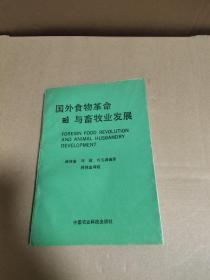 国外食物革命
与畜牧业发展
FOREIGN FOOD REVOLUTION
AND ANIMAL HUSBANDRY
DEVELOPMENT
中国农业科技出版社